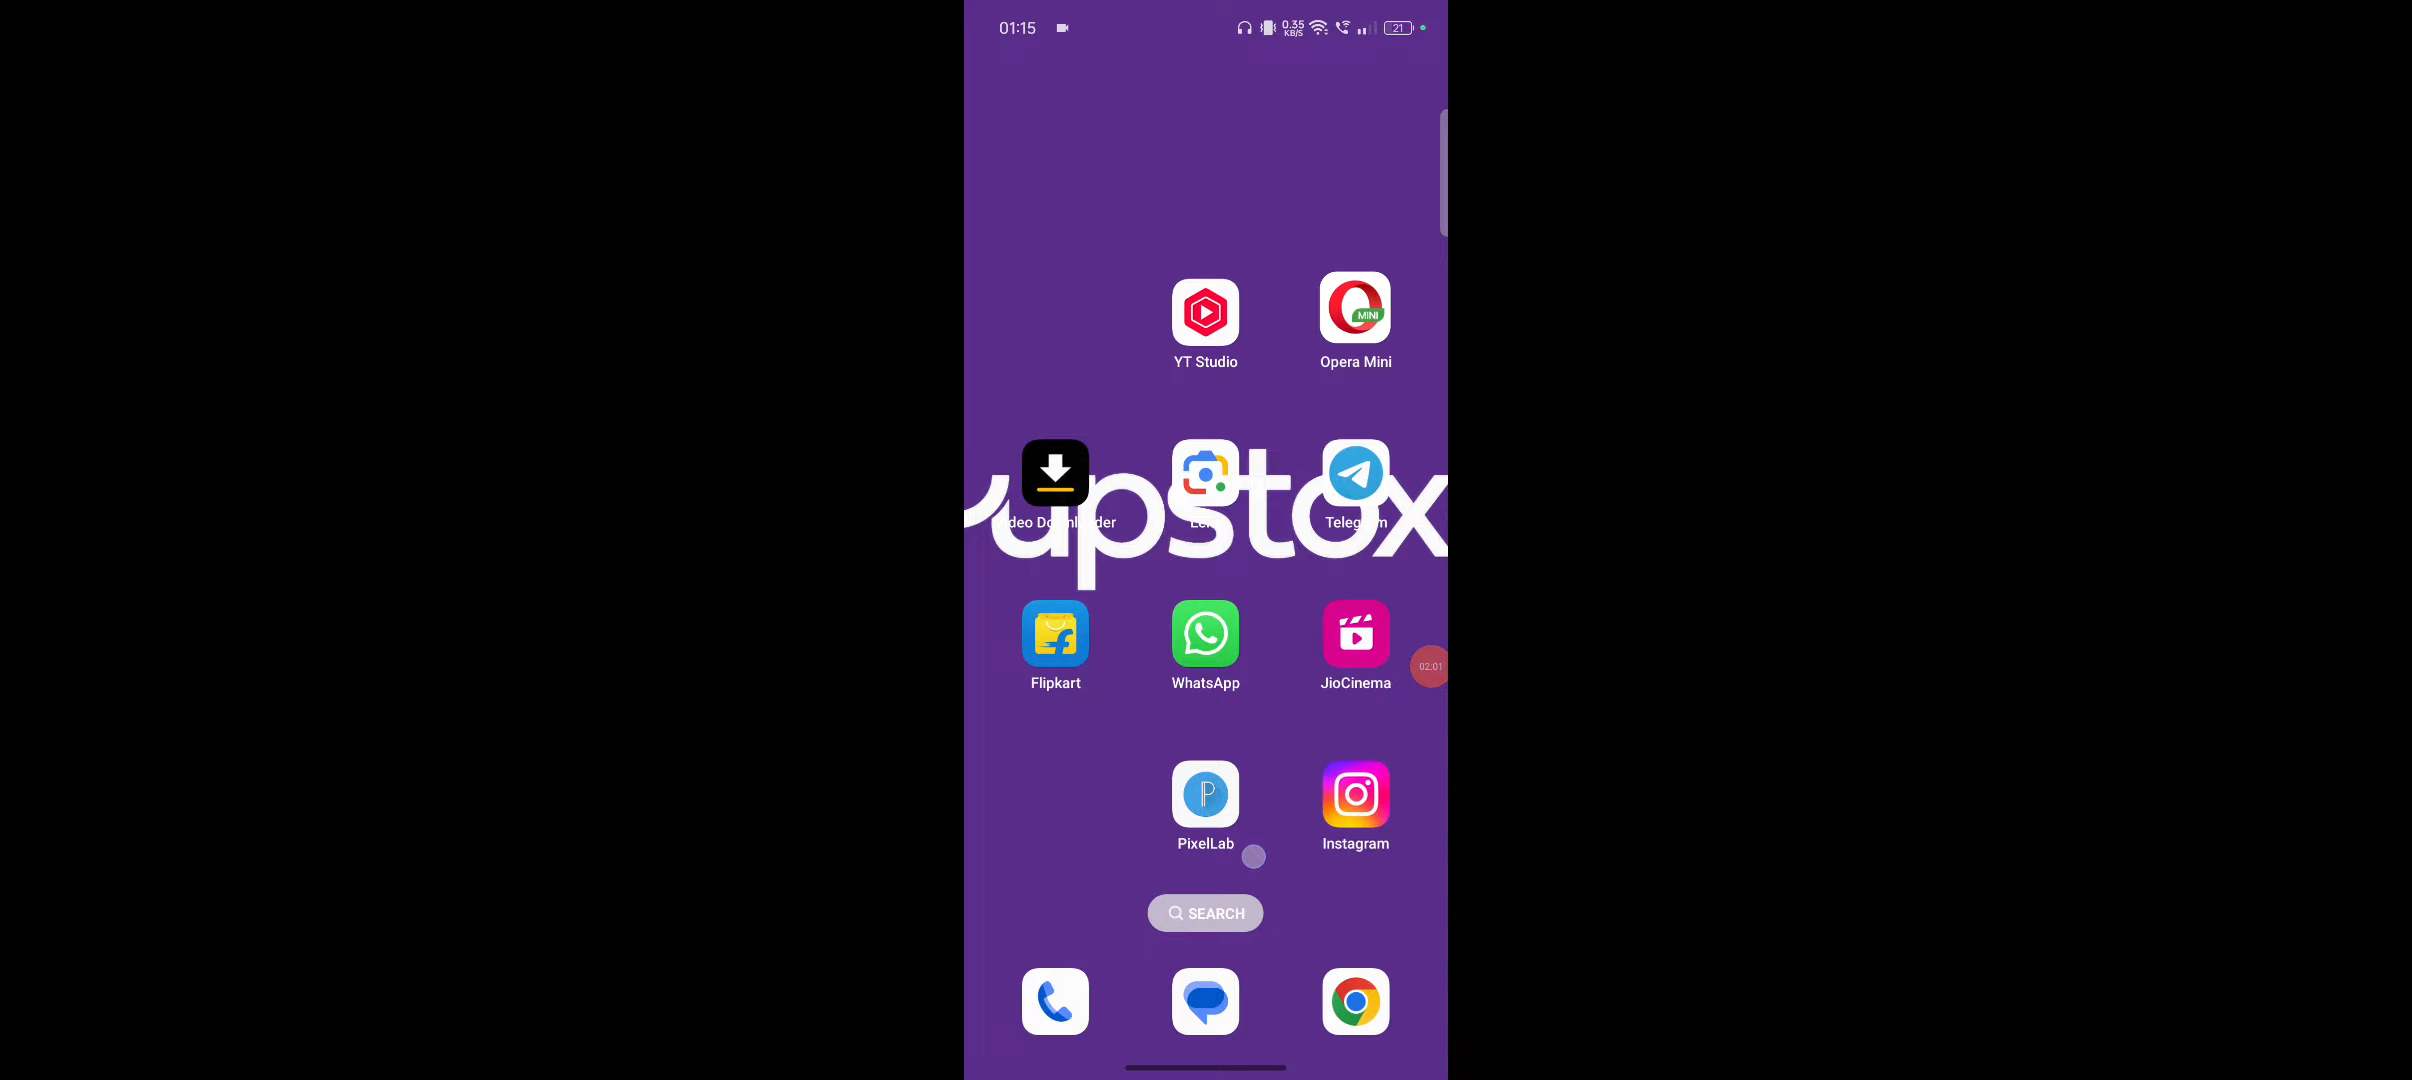 01:15
0.35
KB/S
21
YT Studio
Opera Mini
MINI
upstox
Telegram
Flipkart
WhatsApp
JioCinema
02:01
PixelLab
Instagram
SEARCH